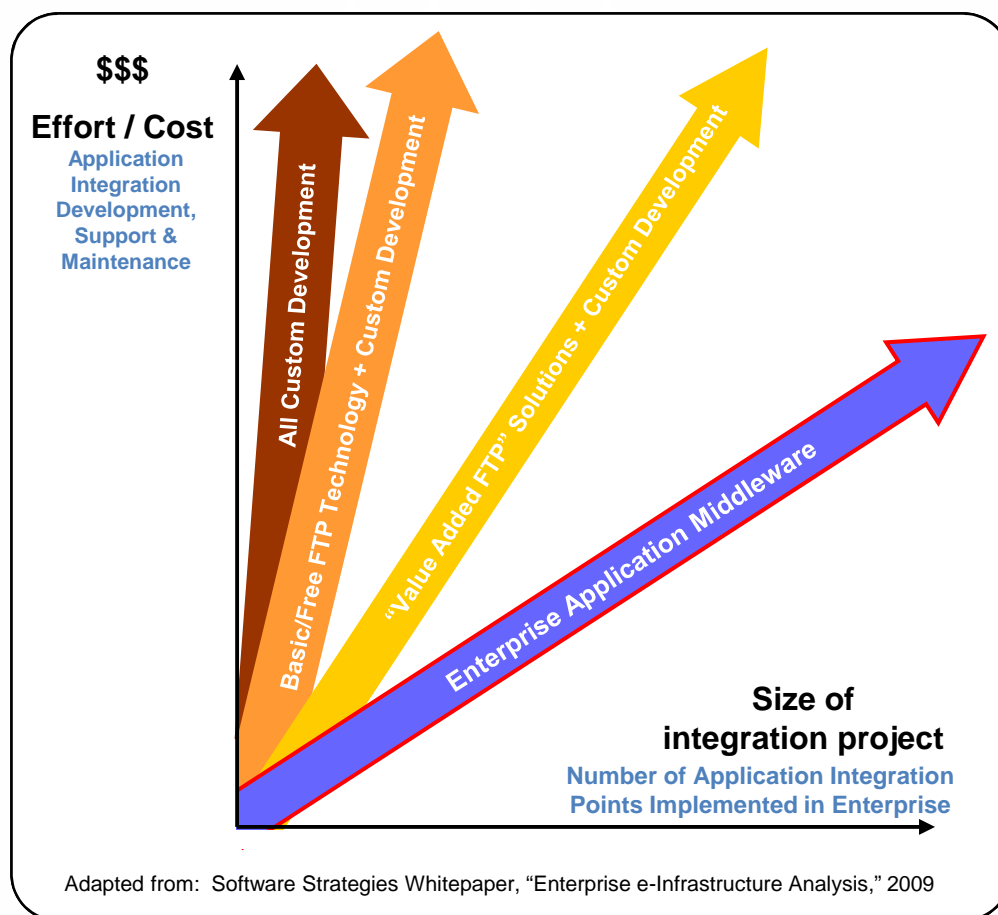 $$$
Effort / Cost
Application
Integration
Development,
Support &
Maintenance
All Custom Development
Basic/Free FTP Technology + Custom Development
“Value Added FTP” Solutions + Custom Development
Enterprise Application Middleware
Size of
integration project
Number of Application Integration
Points Implemented in Enterprise
Adapted from: Software Strategies Whitepaper, “Enterprise e-Infrastructure Analysis,” 2009